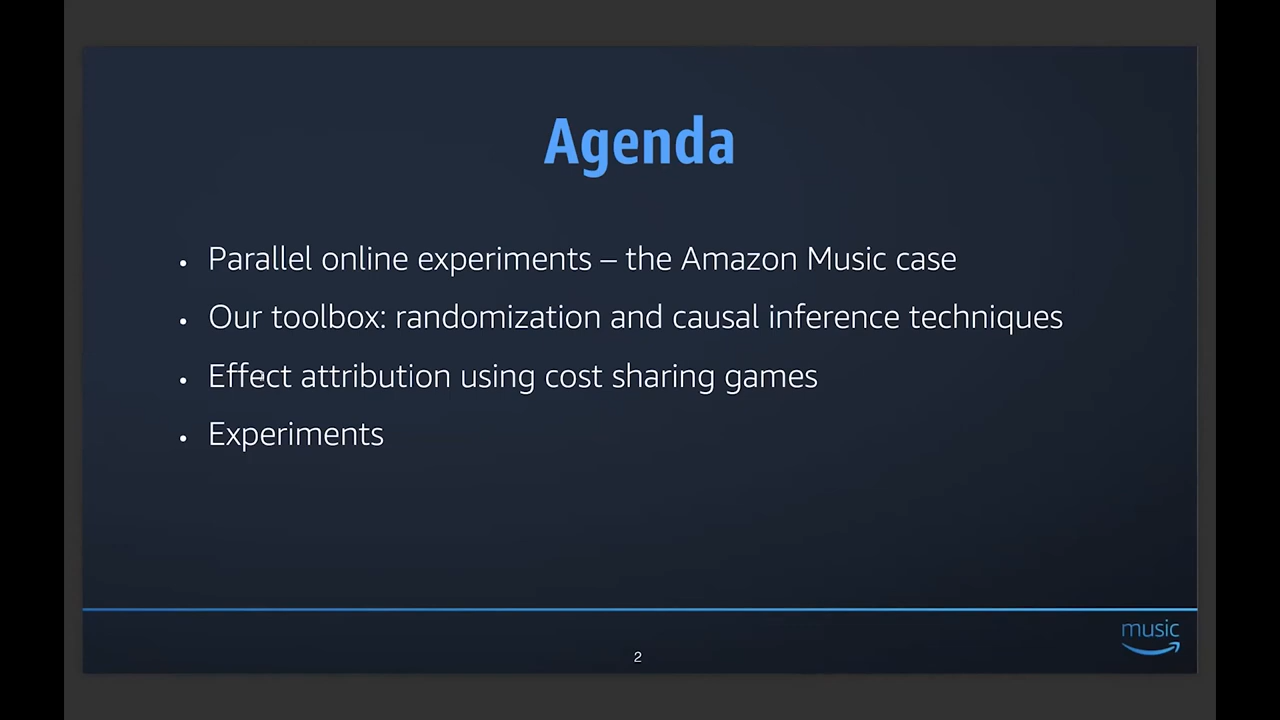 Agenda
• Parallel online experiments – the Amazon Music case
• Our toolbox: randomization and causal inference techniques
• Effect attribution using cost sharing games
• Experiments
music
2